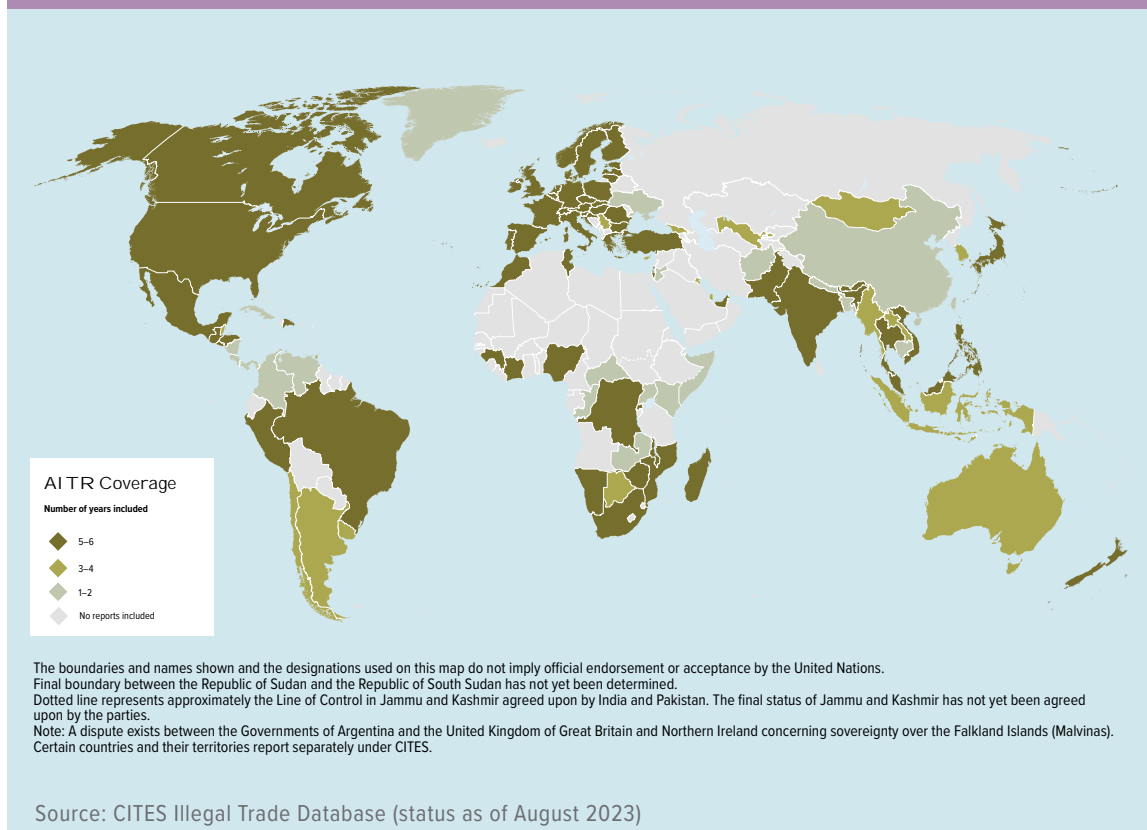 AITR Coverage
Number of years included
5–6
3–4
1–2
No reports included
The boundaries and names shown and the designations used on this map do not imply official endorsement or acceptance by the United Nations.
Final boundary between the Republic of Sudan and the Republic of South Sudan has not yet been determined.
Dotted line represents approximately the Line of Control in Jammu and Kashmir agreed upon by India and Pakistan. The final status of Jammu and Kashmir has not yet been agreed
upon by the parties.
Note: A dispute exists between the Governments of Argentina and the United Kingdom of Great Britain and Northern Ireland concerning sovereignty over the Falkland Islands (Malvinas).
Certain countries and their territories report separately under CITES.
Source: CITES Illegal Trade Database (status as of August 2023)